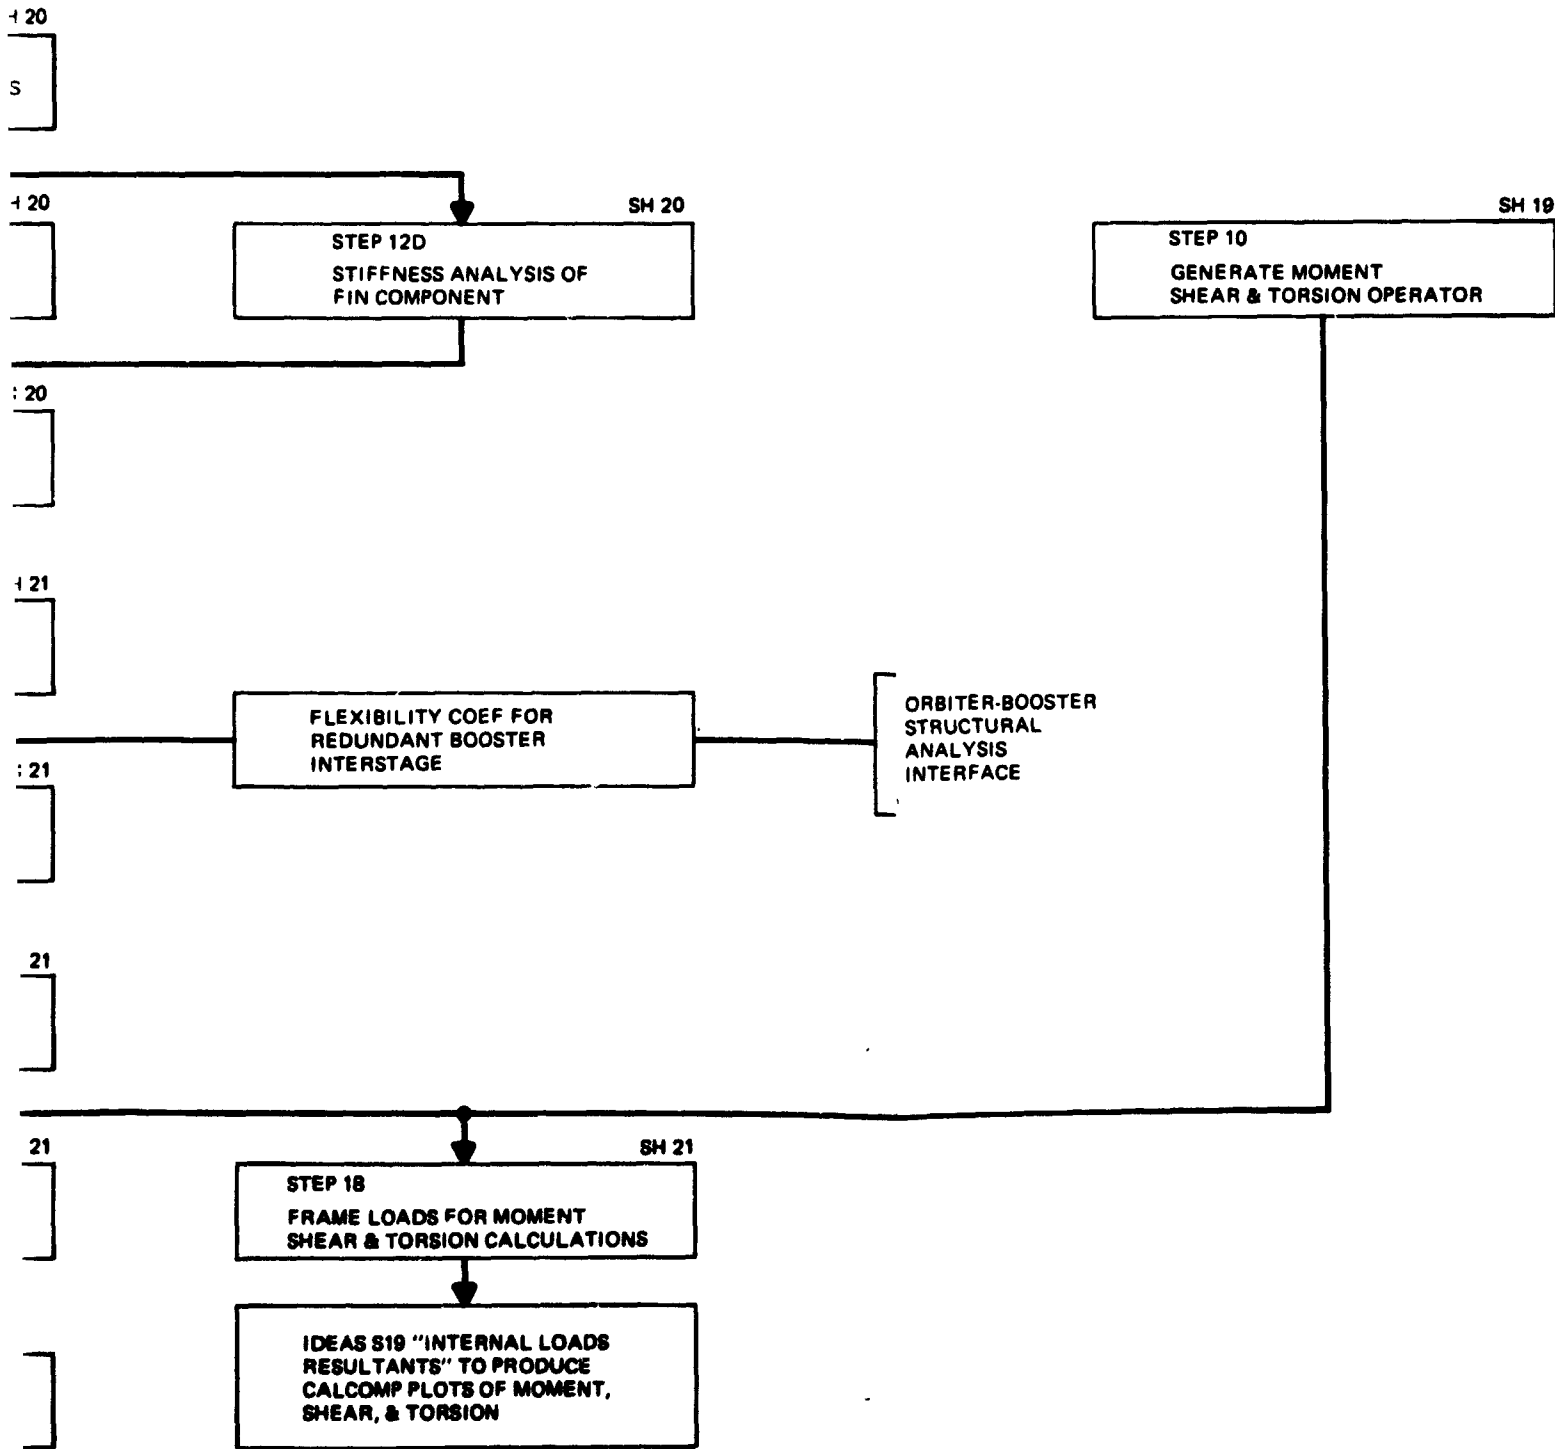 H 20
S
H 20
SH 20
STEP 12D
STIFFNESS ANALYSIS OF
FIN COMPONENT
SH 19
STEP 10
GENERATE MOMENT
SHEAR & TORSION OPERATOR
20
H 21
FLEXIBILITY COEF FOR
REDUNDANT BOOSTER
INTERSTAGE
ORBITER-BOOSTER
STRUCTURAL
ANALYSIS
INTERFACE
21
21
21
SH 21
STEP 18
FRAME LOADS FOR MOMENT
SHEAR & TORSION CALCULATIONS
IDEAS S19 "INTERNAL LOADS
RESULTANTS" TO PRODUCE
CALCOMP PLOTS OF MOMENT,
SHEAR, & TORSION